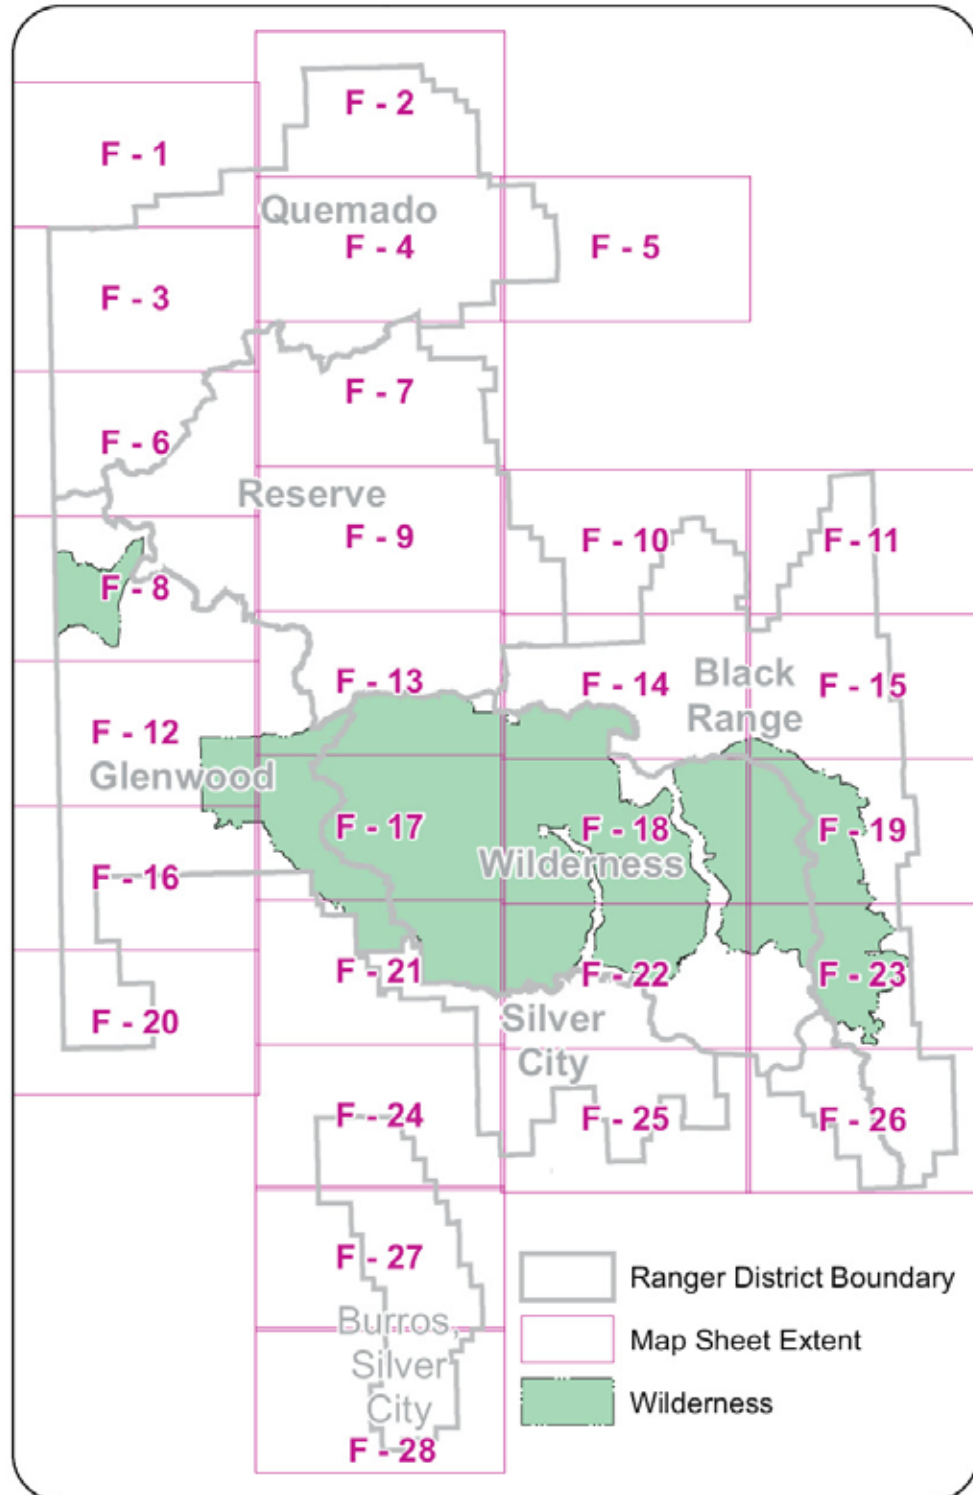 F - 2
F - 1
Quemado
F - 4
F - 5
F - 3
F - 7
F - 6
Reserve
F - 9
F - 10
F - 11
F - 8
F - 13
F - 14
Black
Range
F - 15
F - 12
Glenwood
F - 17
F - 18
F - 19
Wilderness
F - 16
F - 21
F - 22
F - 23
F - 20
Silver
City
F - 24
F - 25
F - 26
F - 27
Burros,
Silver
City
F - 28
Ranger District Boundary
Map Sheet Extent
Wilderness